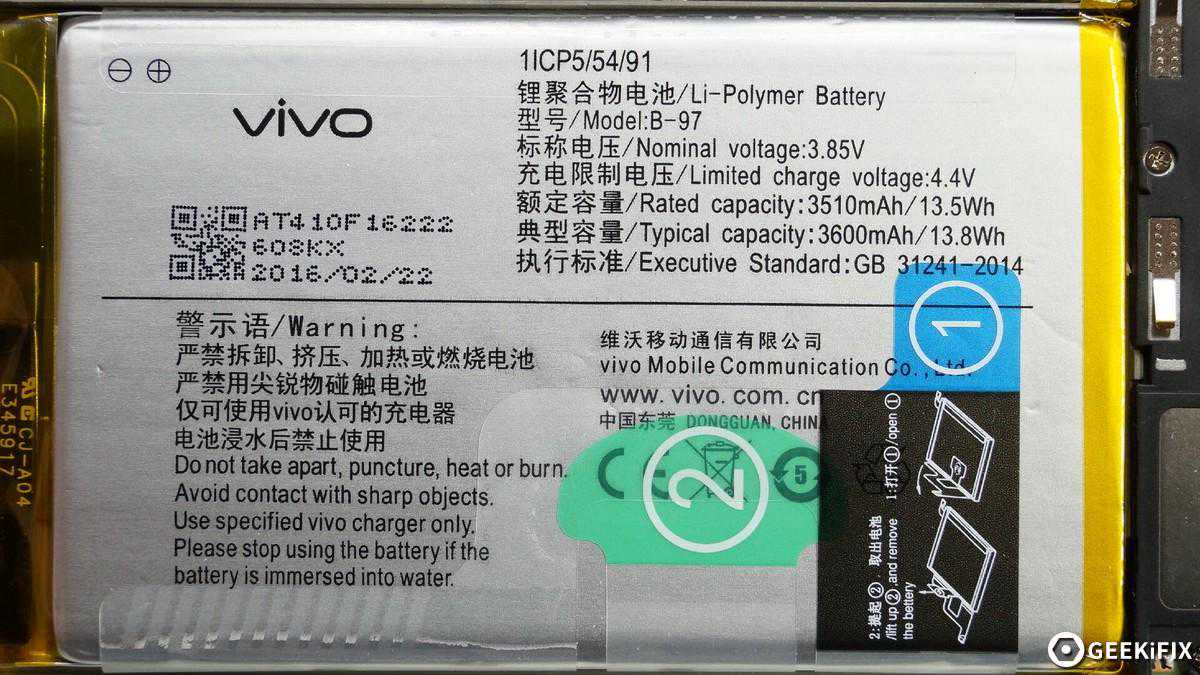 ⊖ ⊕
vivo
AT410F16222
608KX
2016/02/22
1ICP5/54/91
锂聚合物电池/Li-Polymer Battery
型号/Model:B-97
标称电压/Nominal voltage:3.85V
充电限制电压/Limited charge voltage:4.4V
额定容量/Rated capacity:3510mAh/13.5Wh
典型容量/Typical capacity:3600mAh/13.8Wh
执行标准/Executive Standard:GB 31241-2014
警示语/Warning:
严禁拆卸、挤压、加热或燃烧电池
严禁用尖锐物碰触电池
仅可使用vivo认可的充电器
电池浸水后禁止使用
Do not take apart, puncture, heat or burn.
Avoid contact with sharp objects.
Use specified vivo charger only.
Please stop using the battery if the
battery is immersed into water.
维沃移动通信有限公司
vivo Mobile Communication Co.,Ltd.
www.vivo.com.cn
中国东莞 DONGGUAN, CHINA
CE
5
①
②
1:打开①/open ①
2:提起②, 取出电池
/lift up②,and remove
the bettery
E345917
CJ-A04
GEEKiFIX